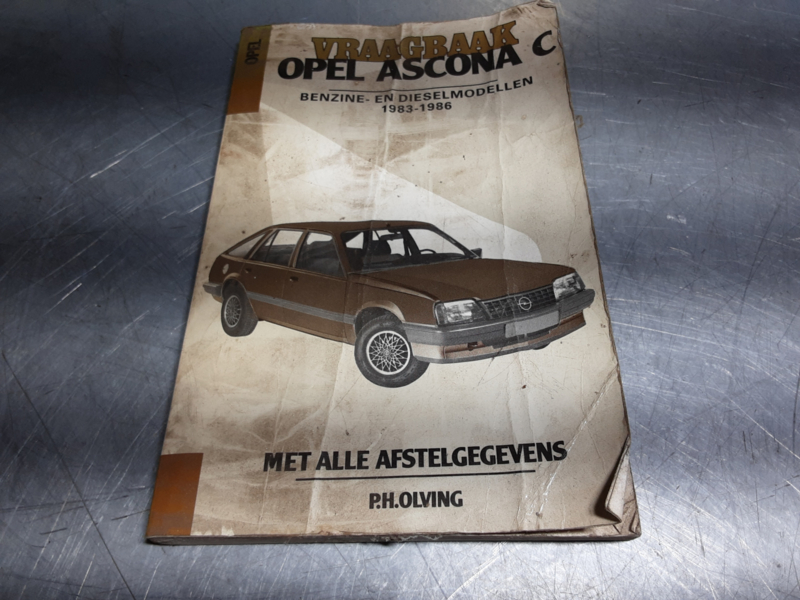 OPEL
VRAAGBAAK
OPEL ASCONA C
BENZINE- EN DIESELMODELLEN
1983-1986
MET ALLE AFSTELGEGEVENS
P.H.OLVING